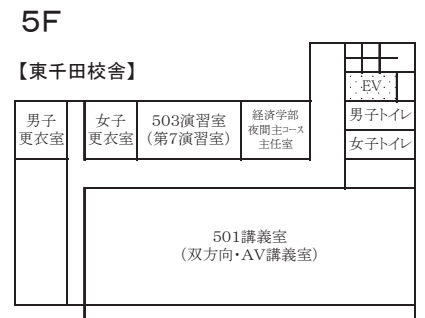 5F
【東千田校舎】
EV
男子
更衣室
女子
更衣室
503演習室
(第7演習室)
経済学部
夜間主コース
主任室
男子トイレ
女子トイレ
501講義室
(双方向・AV講義室)